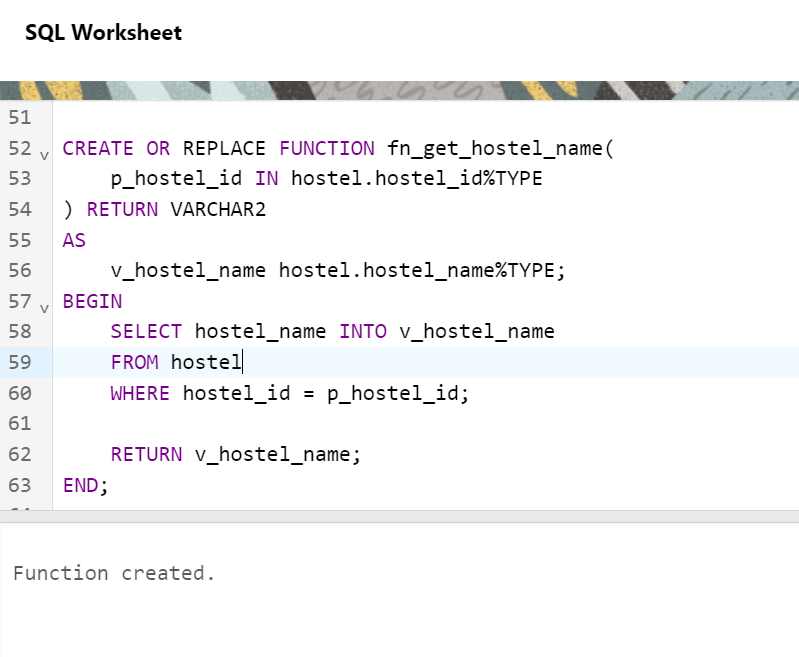 SQL Worksheet
51
52 CREATE OR REPLACE FUNCTION fn_get_hostel_name(
53     p_hostel_id IN hostel.hostel_id%TYPE
54 ) RETURN VARCHAR2
55 AS
56     v_hostel_name hostel.hostel_name%TYPE;
57 BEGIN
58     SELECT hostel_name INTO v_hostel_name
59     FROM hostel
60     WHERE hostel_id = p_hostel_id;
61
62     RETURN v_hostel_name;
63 END;
Function created.